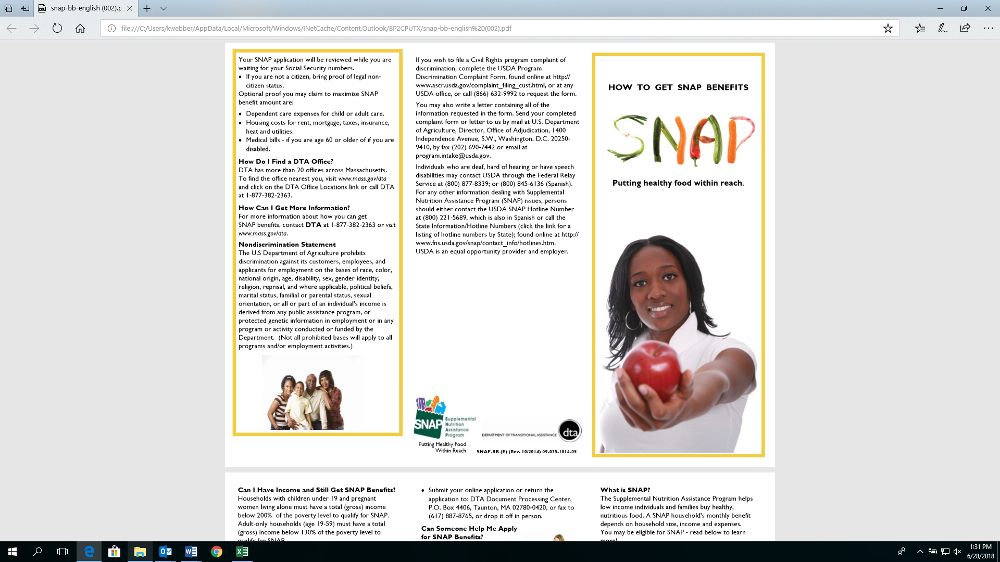 snap-bb-english (002).p
file:///C:/Users/kwebber/AppData/Local/Microsoft/Windows/INetCache/Content.Outlook/BP2CPUTX/snap-bb-english%20(002).pdf
Your SNAP application will be reviewed while you are
waiting for your Social Security numbers.
• If you are not a citizen, bring proof of legal non-
citizen status.
Optional proof you may claim to maximize SNAP
benefit amount are:
• Dependent care expenses for child or adult care.
• Housing costs for rent, mortgage, taxes, insurance,
heat and utilities.
• Medical bills - if you are age 60 or older of if you are
disabled.
How Do I Find a DTA Office?
DTA has more than 20 offices across Massachusetts.
To find the office nearest you, visit www.mass.gov/dta
and click on the DTA Office Locations link or call DTA
at 1-877-382-2363.
How Can I Get More Information?
For more information about how you can get
SNAP benefits, contact DTA at 1-877-382-2363 or visit
www.mass.gov/dta.
Nondiscrimination Statement
The U.S Department of Agriculture prohibits
discrimination against its customers, employees, and
applicants for employment on the bases of race, color,
national origin, age, disability, sex, gender identity,
religion, reprisal, and where applicable, political beliefs,
marital status, familial or parental status, sexual
orientation, or all or part of an individual's income is
derived from any public assistance program, or
protected genetic information in employment or in any
program or activity conducted or funded by the
Department. (Not all prohibited bases will apply to all
programs and/or employment activities.)
If you wish to file a Civil Rights program complaint of
discrimination, complete the USDA Program
Discrimination Complaint Form, found online at http://
www.ascr.usda.gov/complaint_filing_cust.html, or at any
USDA office, or call (866) 632-9992 to request the form.
You may also write a letter containing all of the
information requested in the form. Send your completed
complaint form or letter to us by mail at U.S. Department
of Agriculture, Director, Office of Adjudication, 1400
Independence Avenue, S.W., Washington, D.C. 20250-
9410, by fax (202) 690-7442 or email at
program.intake@usda.gov.
Individuals who are deaf, hard of hearing or have speech
disabilities may contact USDA through the Federal Relay
Service at (800) 877-8339; or (800) 845-6136 (Spanish).
For any other information dealing with Supplemental
Nutrition Assistance Program (SNAP) issues, persons
should either contact the USDA SNAP Hotline Number
at (800) 221-5689, which is also in Spanish or call the
State Information/Hotline Numbers (click the link for a
listing of hotline numbers by State); found online at http://
www.fns.usda.gov/snap/contact_info/hotlines.htm.
USDA is an equal opportunity provider and employer.
SNAP
Supplemental
Nutrition
Assistance
Program
Putting Healthy Food
Within Reach
DEPARTMENT OF TRANSITIONAL ASSISTANCE dta
SNAP-BB (E) (Rev. 10/2014) 09-075-1014-05
HOW TO GET SNAP BENEFITS
SNAP
Putting healthy food within reach.
Can I Have Income and Still Get SNAP Benefits?
Households with children under 19 and pregnant
women living alone must have a total (gross) income
below 200% of the poverty level to qualify for SNAP.
Adult-only households (age 19-59) must have a total
(gross) income below 130% of the poverty level to
qualify for SNAP
• Submit your online application or return the
application to: DTA Document Processing Center,
P.O. Box 4406, Taunton, MA 02780-0420, or fax to
(617) 887-8765, or drop it off in person.
Can Someone Help Me Apply
for SNAP Benefits?
What is SNAP?
The Supplemental Nutrition Assistance Program helps
low income individuals and families buy healthy,
nutritious food. A SNAP household's monthly benefit
depends on household size, income and expenses.
You may be eligible for SNAP - read below to learn
more!
1:31 PM
6/28/2018